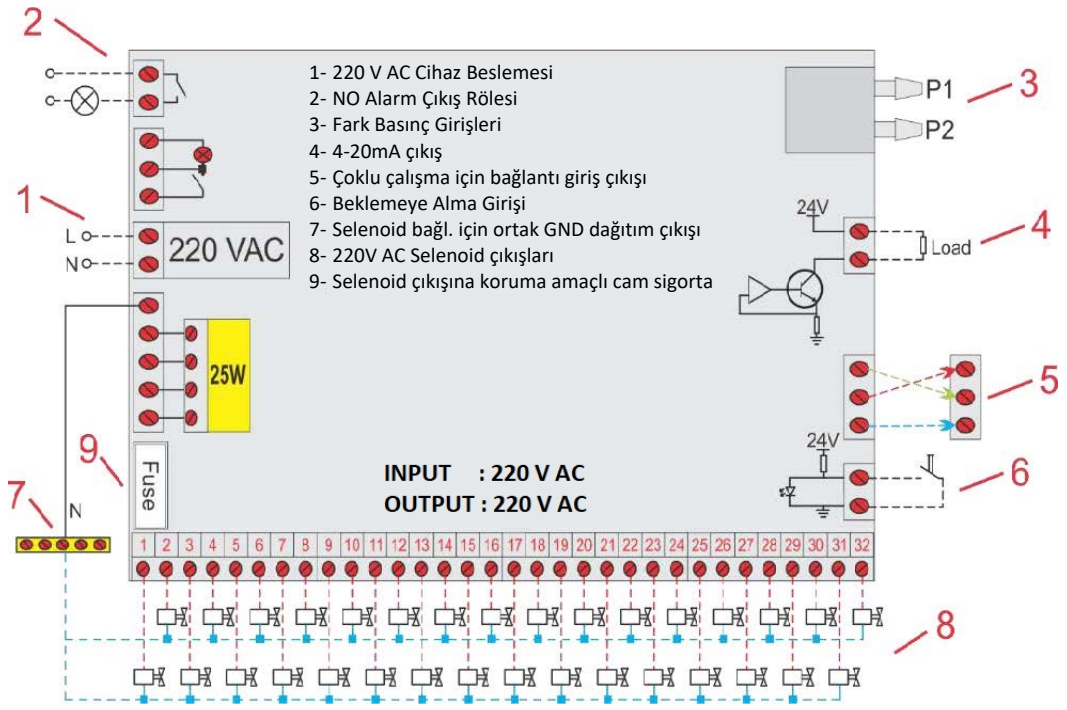 2
1- 220 V AC Cihaz Beslemesi
2- NO Alarm Çıkış Rölesi
3- Fark Basınç Girişleri
4- 4-20mA çıkış
5- Çoklu çalışma için bağlantı giriş çıkışı
6- Beklemeye Alma Girişi
7- Selenoid bağl. için ortak GND dağıtım çıkışı
8- 220V AC Selenoid çıkışları
9- Selenoid çıkışına koruma amaçlı cam sigorta
P1
P2
3
1
L
N
220 VAC
24V
Load
4
25W
5
9
Fuse
7
N
INPUT : 220 V AC
OUTPUT : 220 V AC
24V
6
1 2 3 4 5 6 7 8 9 10 11 12 13 14 15 16 17 18 19 20 21 22 23 24 25 26 27 28 29 30 31 32
8